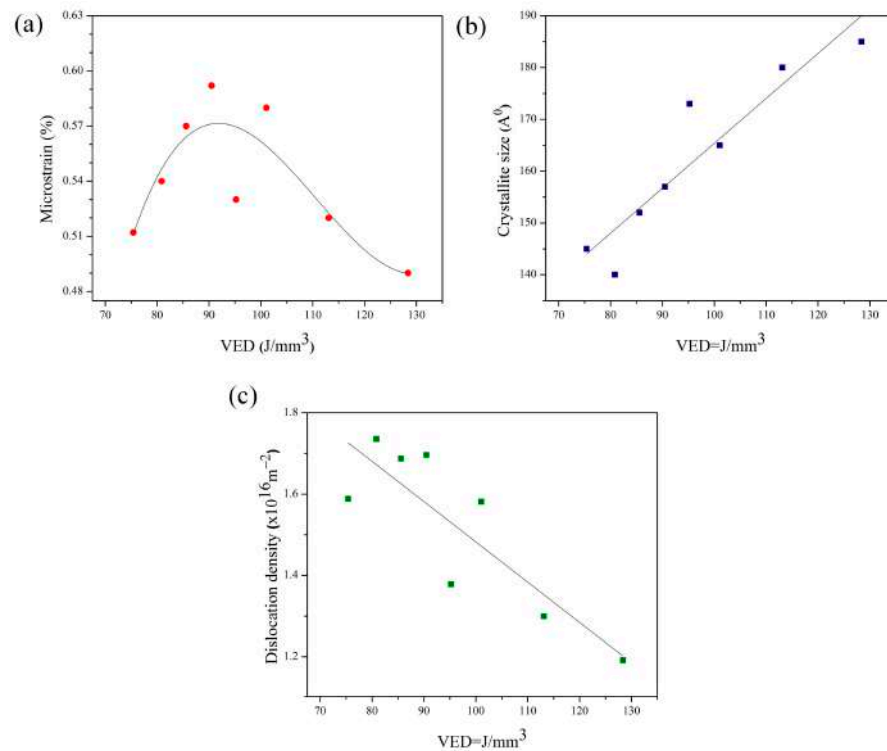 (a)
0.63
0.60
0.57
0.54
0.51
0.48
Microstrain (%)
70 80 90 100 110 120 130
VED (J/mm³)
(b)
190
180
170
160
150
140
Crystallite size (A⁰)
70 80 90 100 110 120 130
VED=J/mm³
(c)
1.8
1.6
1.4
1.2
Dislocation density (x10¹⁶m⁻²)
70 80 90 100 110 120 130
VED=J/mm³